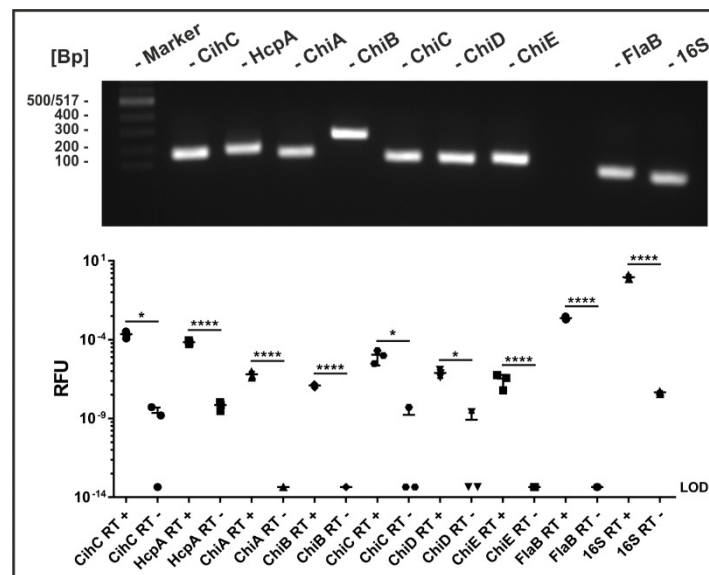 [Bp] - Marker - CihC - HcpA - ChiA - ChiB - ChiC - ChiD - ChiE - FlaB - 16S
500/517 -
400 -
300 -
200 -
100 -
RFU
10¹
10⁻⁴
10⁻⁹
10⁻¹⁴
* **** **** **** * * **** **** ****
LOD
CihC RT + CihC RT - HcpA RT + HcpA RT - ChiA RT + ChiA RT - ChiB RT + ChiB RT - ChiC RT + ChiC RT - ChiD RT + ChiD RT - ChiE RT + ChiE RT - FlaB RT + FlaB RT - 16S RT + 16S RT -